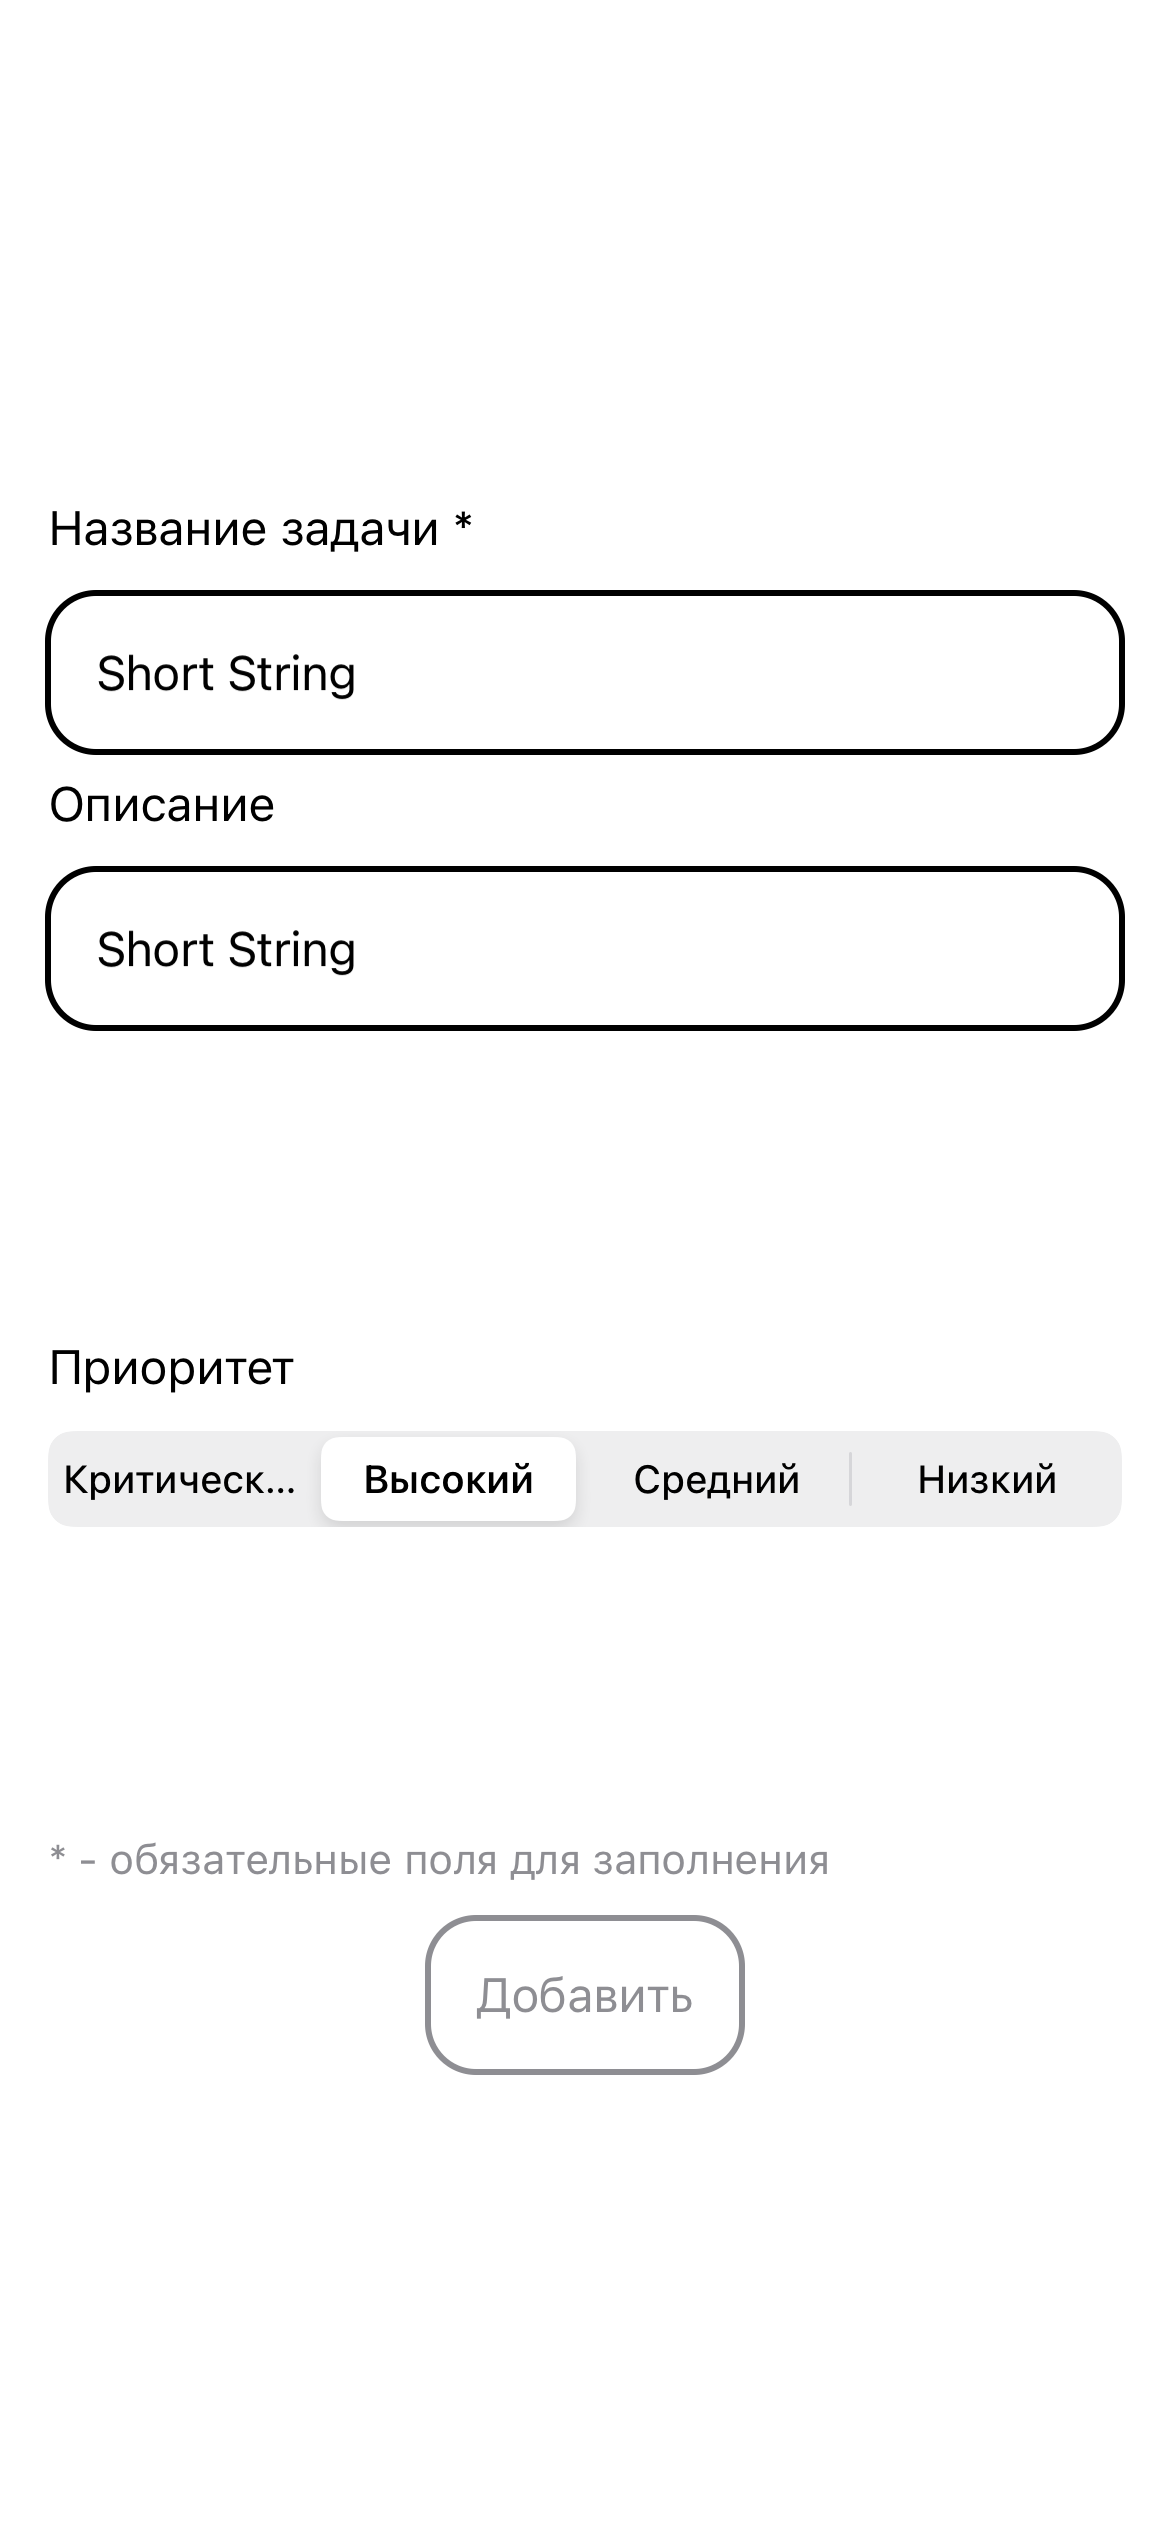 Название задачи *
Short String
Описание
Short String
Приоритет
Критическ... Высокий Средний Низкий
* - обязательные поля для заполнения
Добавить